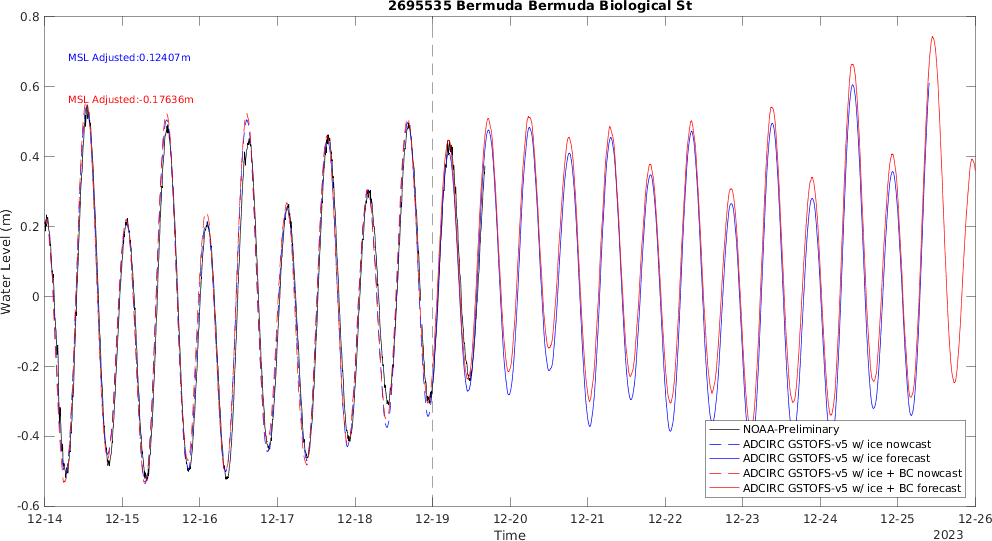 2695535 Bermuda Bermuda Biological St
0.8
0.6
0.4
0.2
0
-0.2
-0.4
-0.6
Water Level (m)
MSL Adjusted:0.12407m
MSL Adjusted:-0.17636m
NOAA-Preliminary
ADCIRC GSTOFS-v5 w/ ice nowcast
ADCIRC GSTOFS-v5 w/ ice forecast
ADCIRC GSTOFS-v5 w/ ice + BC nowcast
ADCIRC GSTOFS-v5 w/ ice + BC forecast
12-14 12-15 12-16 12-17 12-18 12-19 12-20 12-21 12-22 12-23 12-24 12-25 12-26
Time
2023